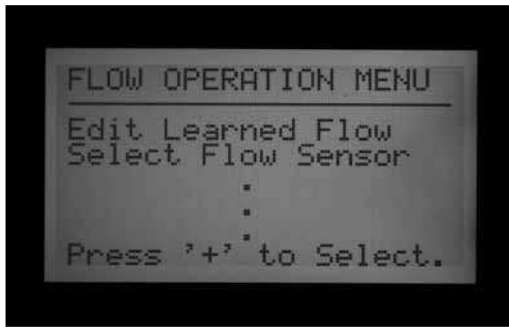 FLOW OPERATION MENU
Edit Learned Flow
Select Flow Sensor
.
.
.
Press '+' to Select.